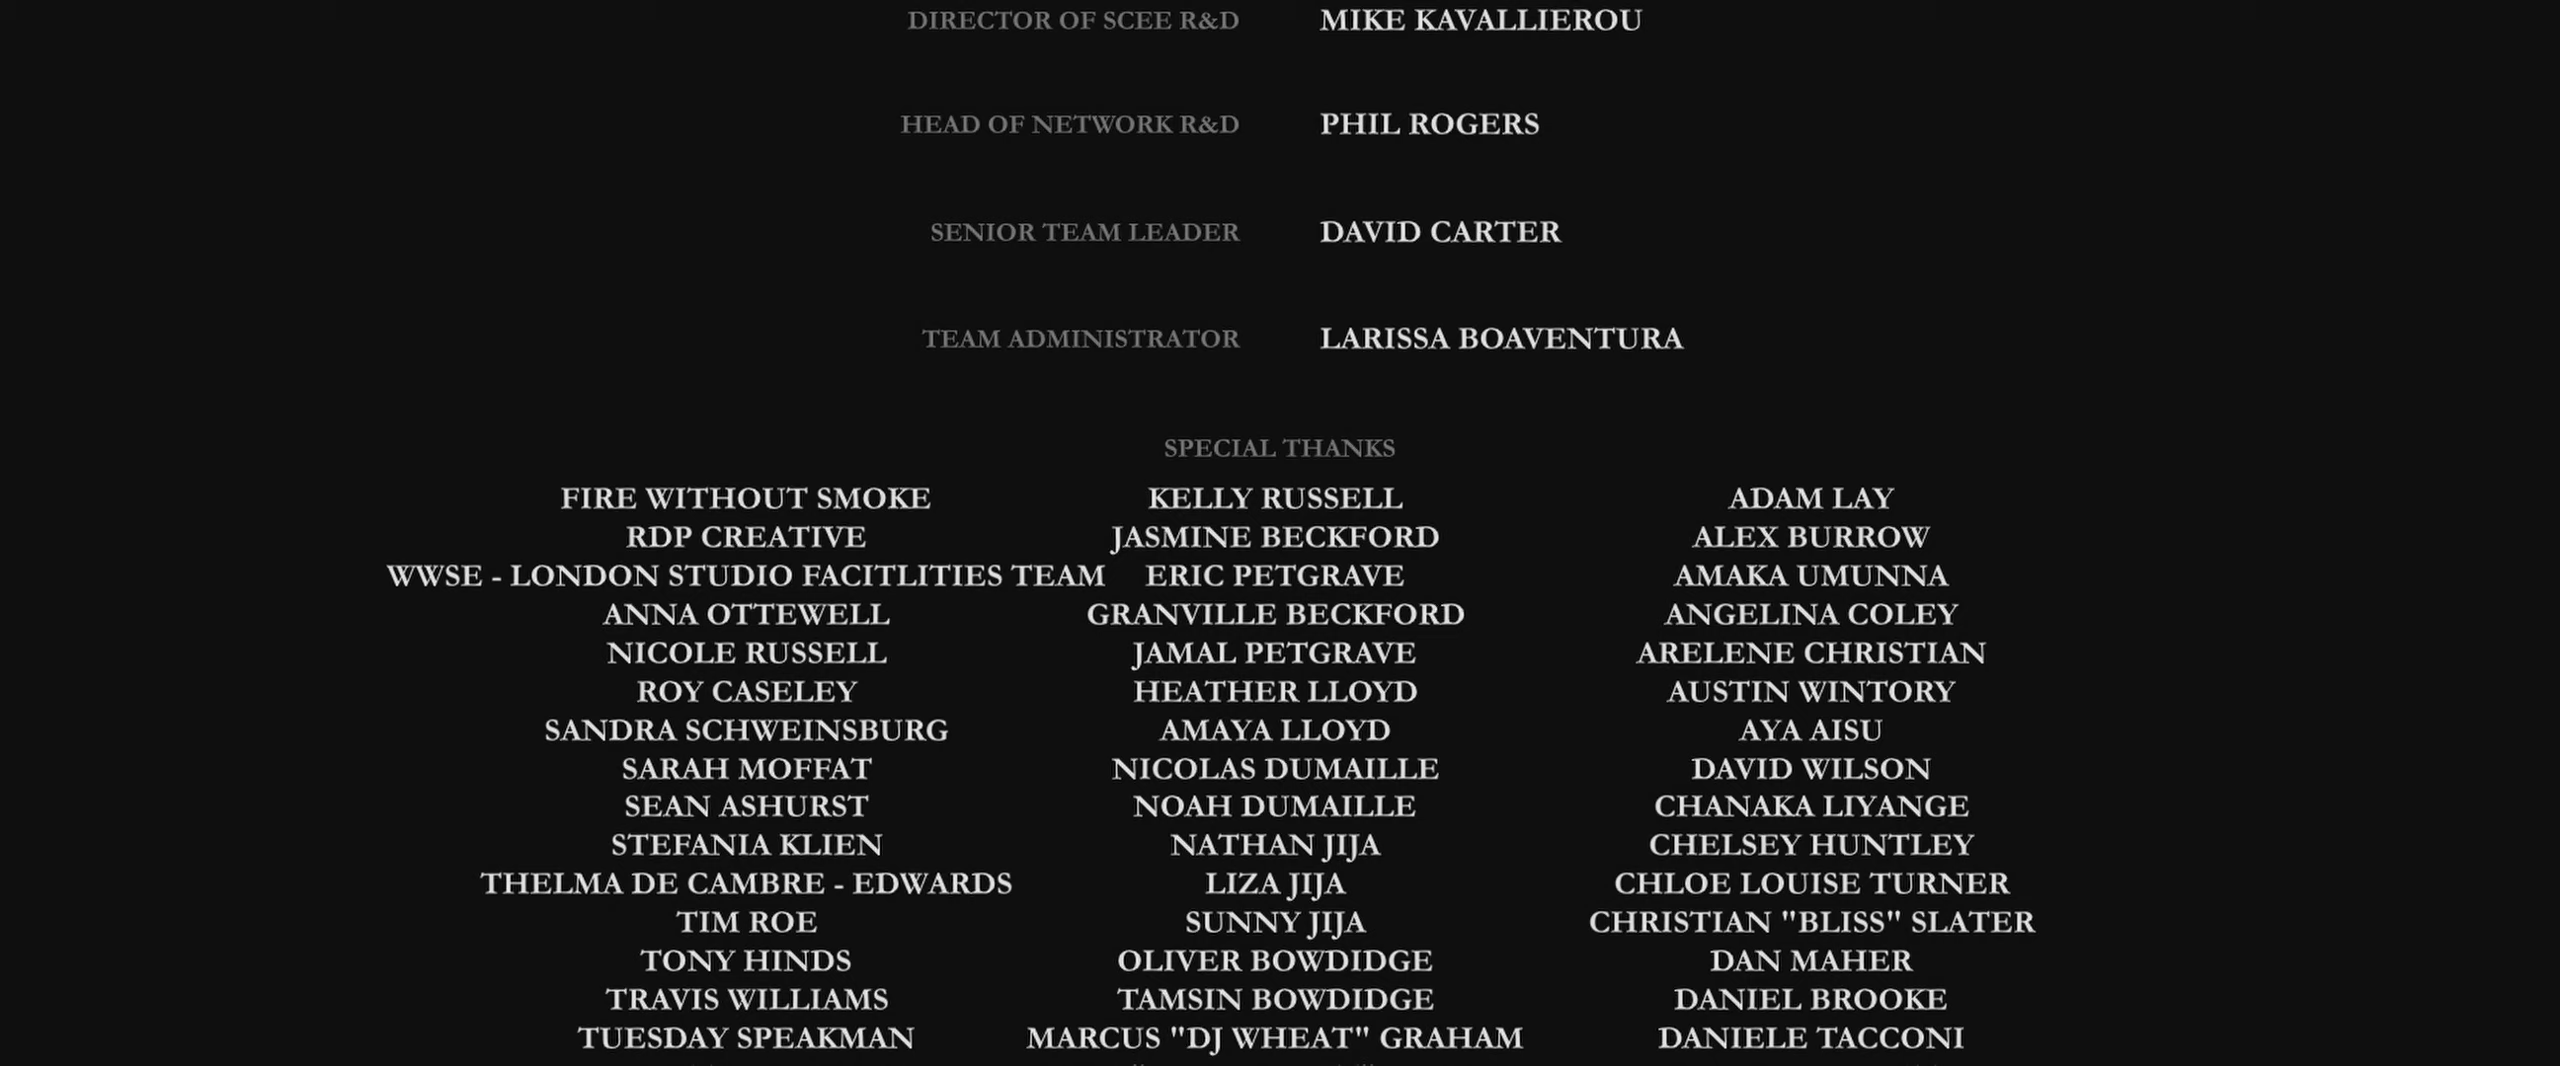 DIRECTOR OF SCEE R&D MIKE KAVALLIEROU
HEAD OF NETWORK R&D PHIL ROGERS
SENIOR TEAM LEADER DAVID CARTER
TEAM ADMINISTRATOR LARISSA BOAVENTURA
SPECIAL THANKS
FIRE WITHOUT SMOKE KELLY RUSSELL ADAM LAY
RDP CREATIVE JASMINE BECKFORD ALEX BURROW
WWSE - LONDON STUDIO FACITLITIES TEAM ERIC PETGRAVE AMAKA UMUNNA
ANNA OTTEWELL GRANVILLE BECKFORD ANGELINA COLEY
NICOLE RUSSELL JAMAL PETGRAVE ARELENE CHRISTIAN
ROY CASELEY HEATHER LLOYD AUSTIN WINTORY
SANDRA SCHWEINSBURG AMAYA LLOYD AYA AISU
SARAH MOFFAT NICOLAS DUMAILLE DAVID WILSON
SEAN ASHURST NOAH DUMAILLE CHANAKA LIYANGE
STEFANIA KLIEN NATHAN JIJA CHELSEY HUNTLEY
THELMA DE CAMBRE - EDWARDS LIZA JIJA CHLOE LOUISE TURNER
TIM ROE SUNNY JIJA CHRISTIAN "BLISS" SLATER
TONY HINDS OLIVER BOWDIDGE DAN MAHER
TRAVIS WILLIAMS TAMSIN BOWDIDGE DANIEL BROOKE
TUESDAY SPEAKMAN MARCUS "DJ WHEAT" GRAHAM DANIELE TACCONI